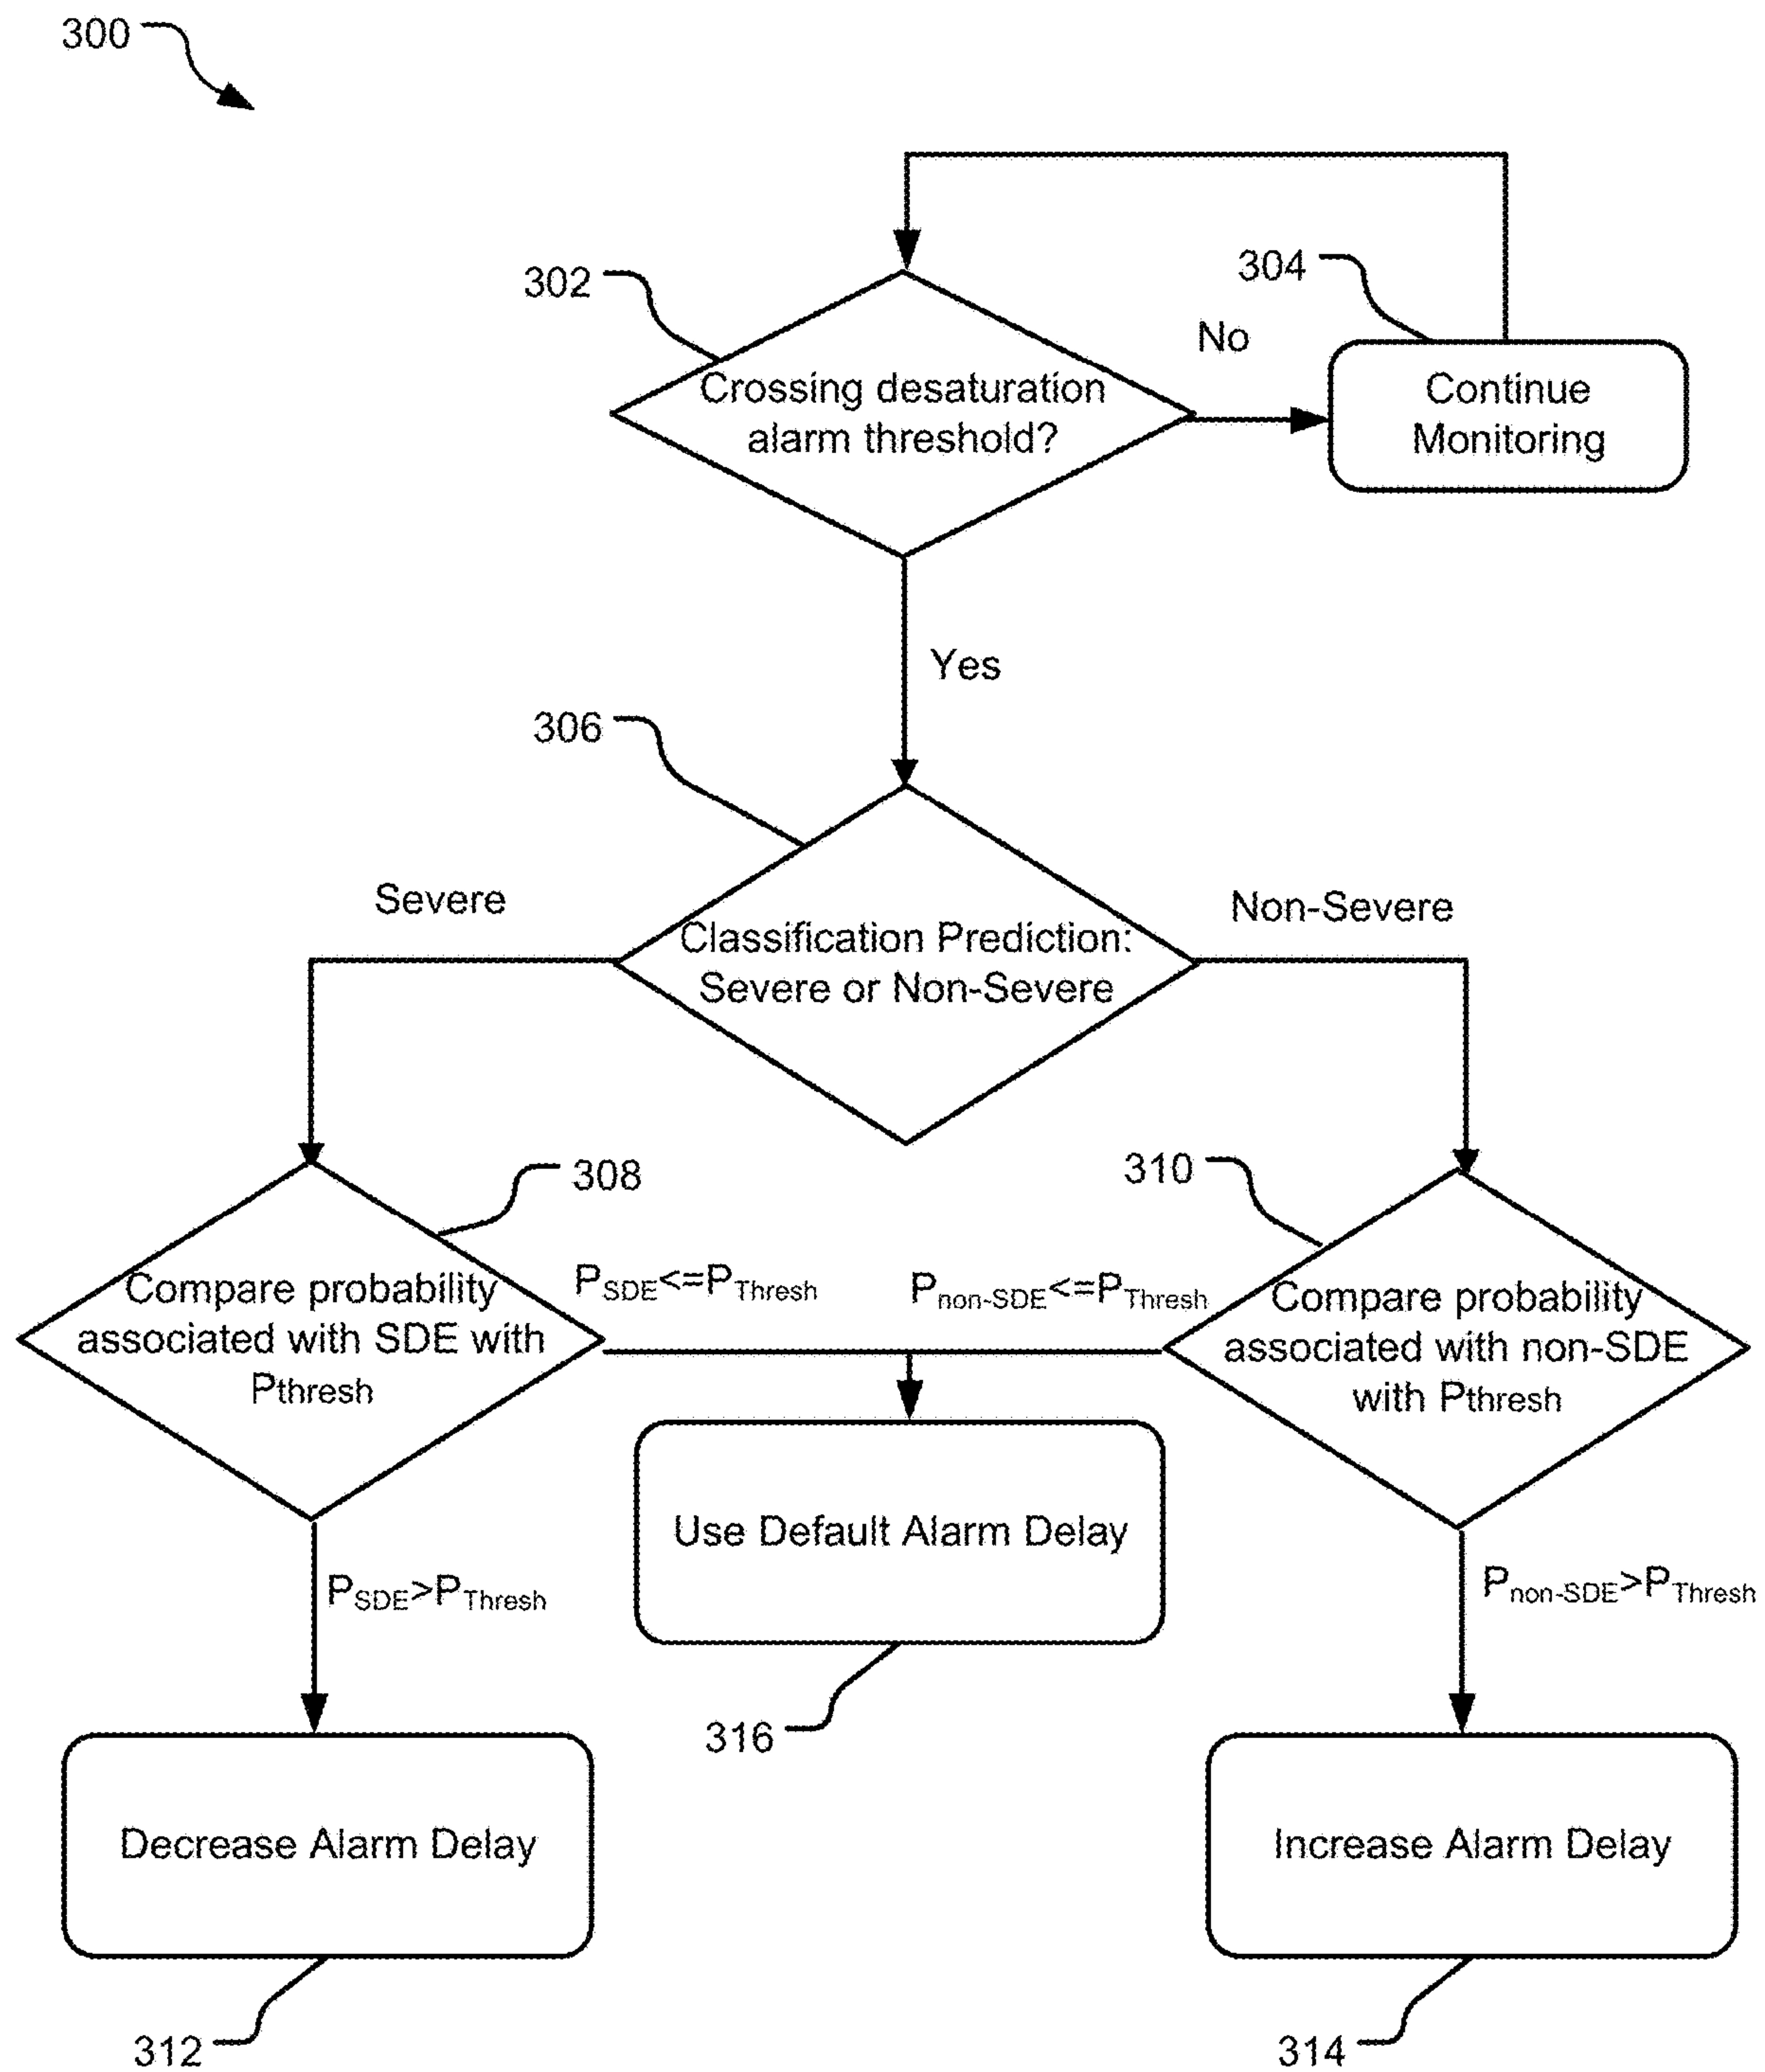 300
302
304
No
Crossing desaturation
alarm threshold?
Continue
Monitoring
Yes
306
Severe
Non-Severe
Classification Prediction:
Severe or Non-Severe
308
310
Compare probability
associated with SDE with
Pthresh
PSDE<=PThresh
Pnon-SDE<=PThresh
Compare probability
associated with non-SDE
with Pthresh
Use Default Alarm Delay
PSDE>PThresh
Pnon-SDE>PThresh
316
Decrease Alarm Delay
Increase Alarm Delay
312
314